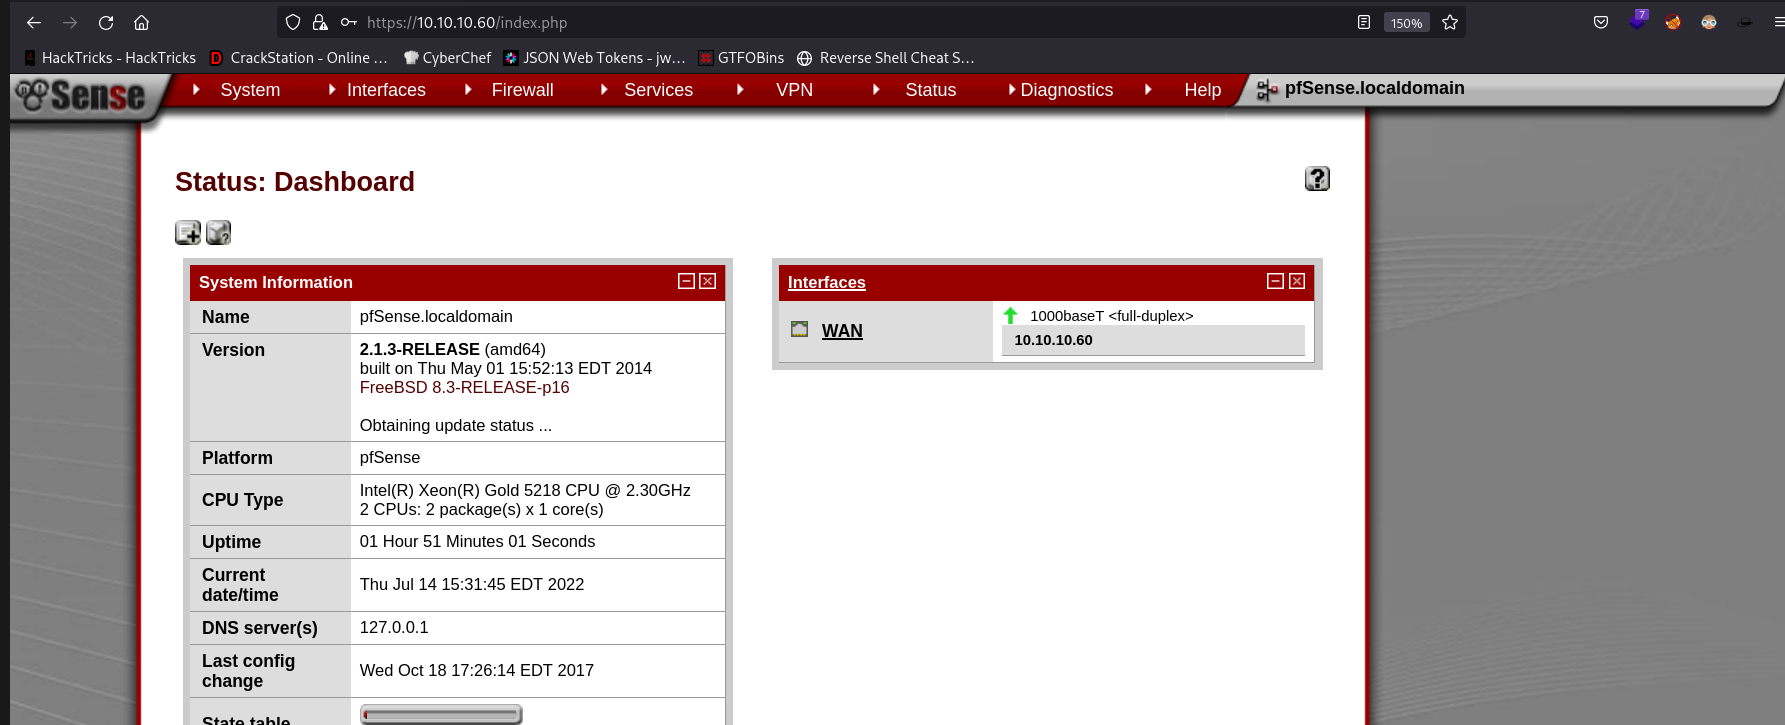 https://10.10.10.60/index.php
150%
7
HackTricks - HackTricks
CrackStation - Online ...
CyberChef
JSON Web Tokens - jw...
GTFOBins
Reverse Shell Cheat S...
Sense
System
Interfaces
Firewall
Services
VPN
Status
Diagnostics
Help
pfSense.localdomain
Status: Dashboard
?
System Information
Name
pfSense.localdomain
Version
2.1.3-RELEASE (amd64)
built on Thu May 01 15:52:13 EDT 2014
FreeBSD 8.3-RELEASE-p16
Obtaining update status ...
Platform
pfSense
CPU Type
Intel(R) Xeon(R) Gold 5218 CPU @ 2.30GHz
2 CPUs: 2 package(s) x 1 core(s)
Uptime
01 Hour 51 Minutes 01 Seconds
Current
date/time
Thu Jul 14 15:31:45 EDT 2022
DNS server(s)
127.0.0.1
Last config
change
Wed Oct 18 17:26:14 EDT 2017
State table
Interfaces
WAN
1000baseT <full-duplex>
10.10.10.60